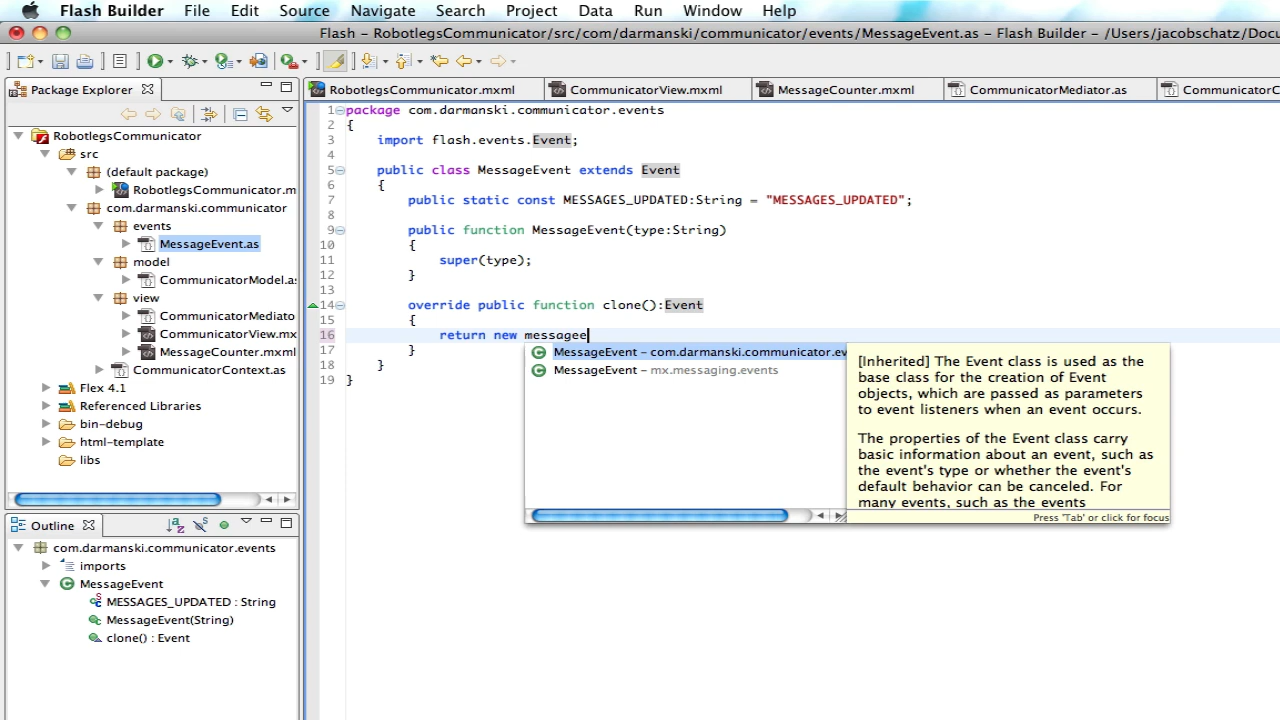 Flash Builder File Edit Source Navigate Search Project Data Run Window Help
Flash – RobotlegsCommunicator/src/com/darmanski/communicator/events/MessageEvent.as – Flash Builder – /Users/jacobschatz/Docu
Package Explorer
RobotlegsCommunicator
src
(default package)
RobotlegsCommunicator.m
com.darmanski.communicator
events
MessageEvent.as
model
CommunicatorModel.as
view
CommunicatorMediato
CommunicatorView.mx
MessageCounter.mxml
CommunicatorContext.as
Flex 4.1
Referenced Libraries
bin-debug
html-template
libs
Outline
com.darmanski.communicator.events
imports
MessageEvent
MESSAGES_UPDATED : String
MessageEvent(String)
clone() : Event
RobotlegsCommunicator.mxml CommunicatorView.mxml MessageCounter.mxml CommunicatorMediator.as CommunicatorC
1 package com.darmanski.communicator.events
2 {
3 import flash.events.Event;
4
5 public class MessageEvent extends Event
6 {
7 public static const MESSAGES_UPDATED:String = "MESSAGES_UPDATED";
8
9 public function MessageEvent(type:String)
10 {
11 super(type);
12 }
13
14 override public function clone():Event
15 {
16 return new messagee
17 }
18 }
19 }
MessageEvent – com.darmanski.communicator.ev
MessageEvent – mx.messaging.events
[Inherited] The Event class is used as the
base class for the creation of Event
objects, which are passed as parameters
to event listeners when an event occurs.
The properties of the Event class carry
basic information about an event, such as
the event's type or whether the event's
default behavior can be canceled. For
many events, such as the events
Press 'Tab' or click for focus